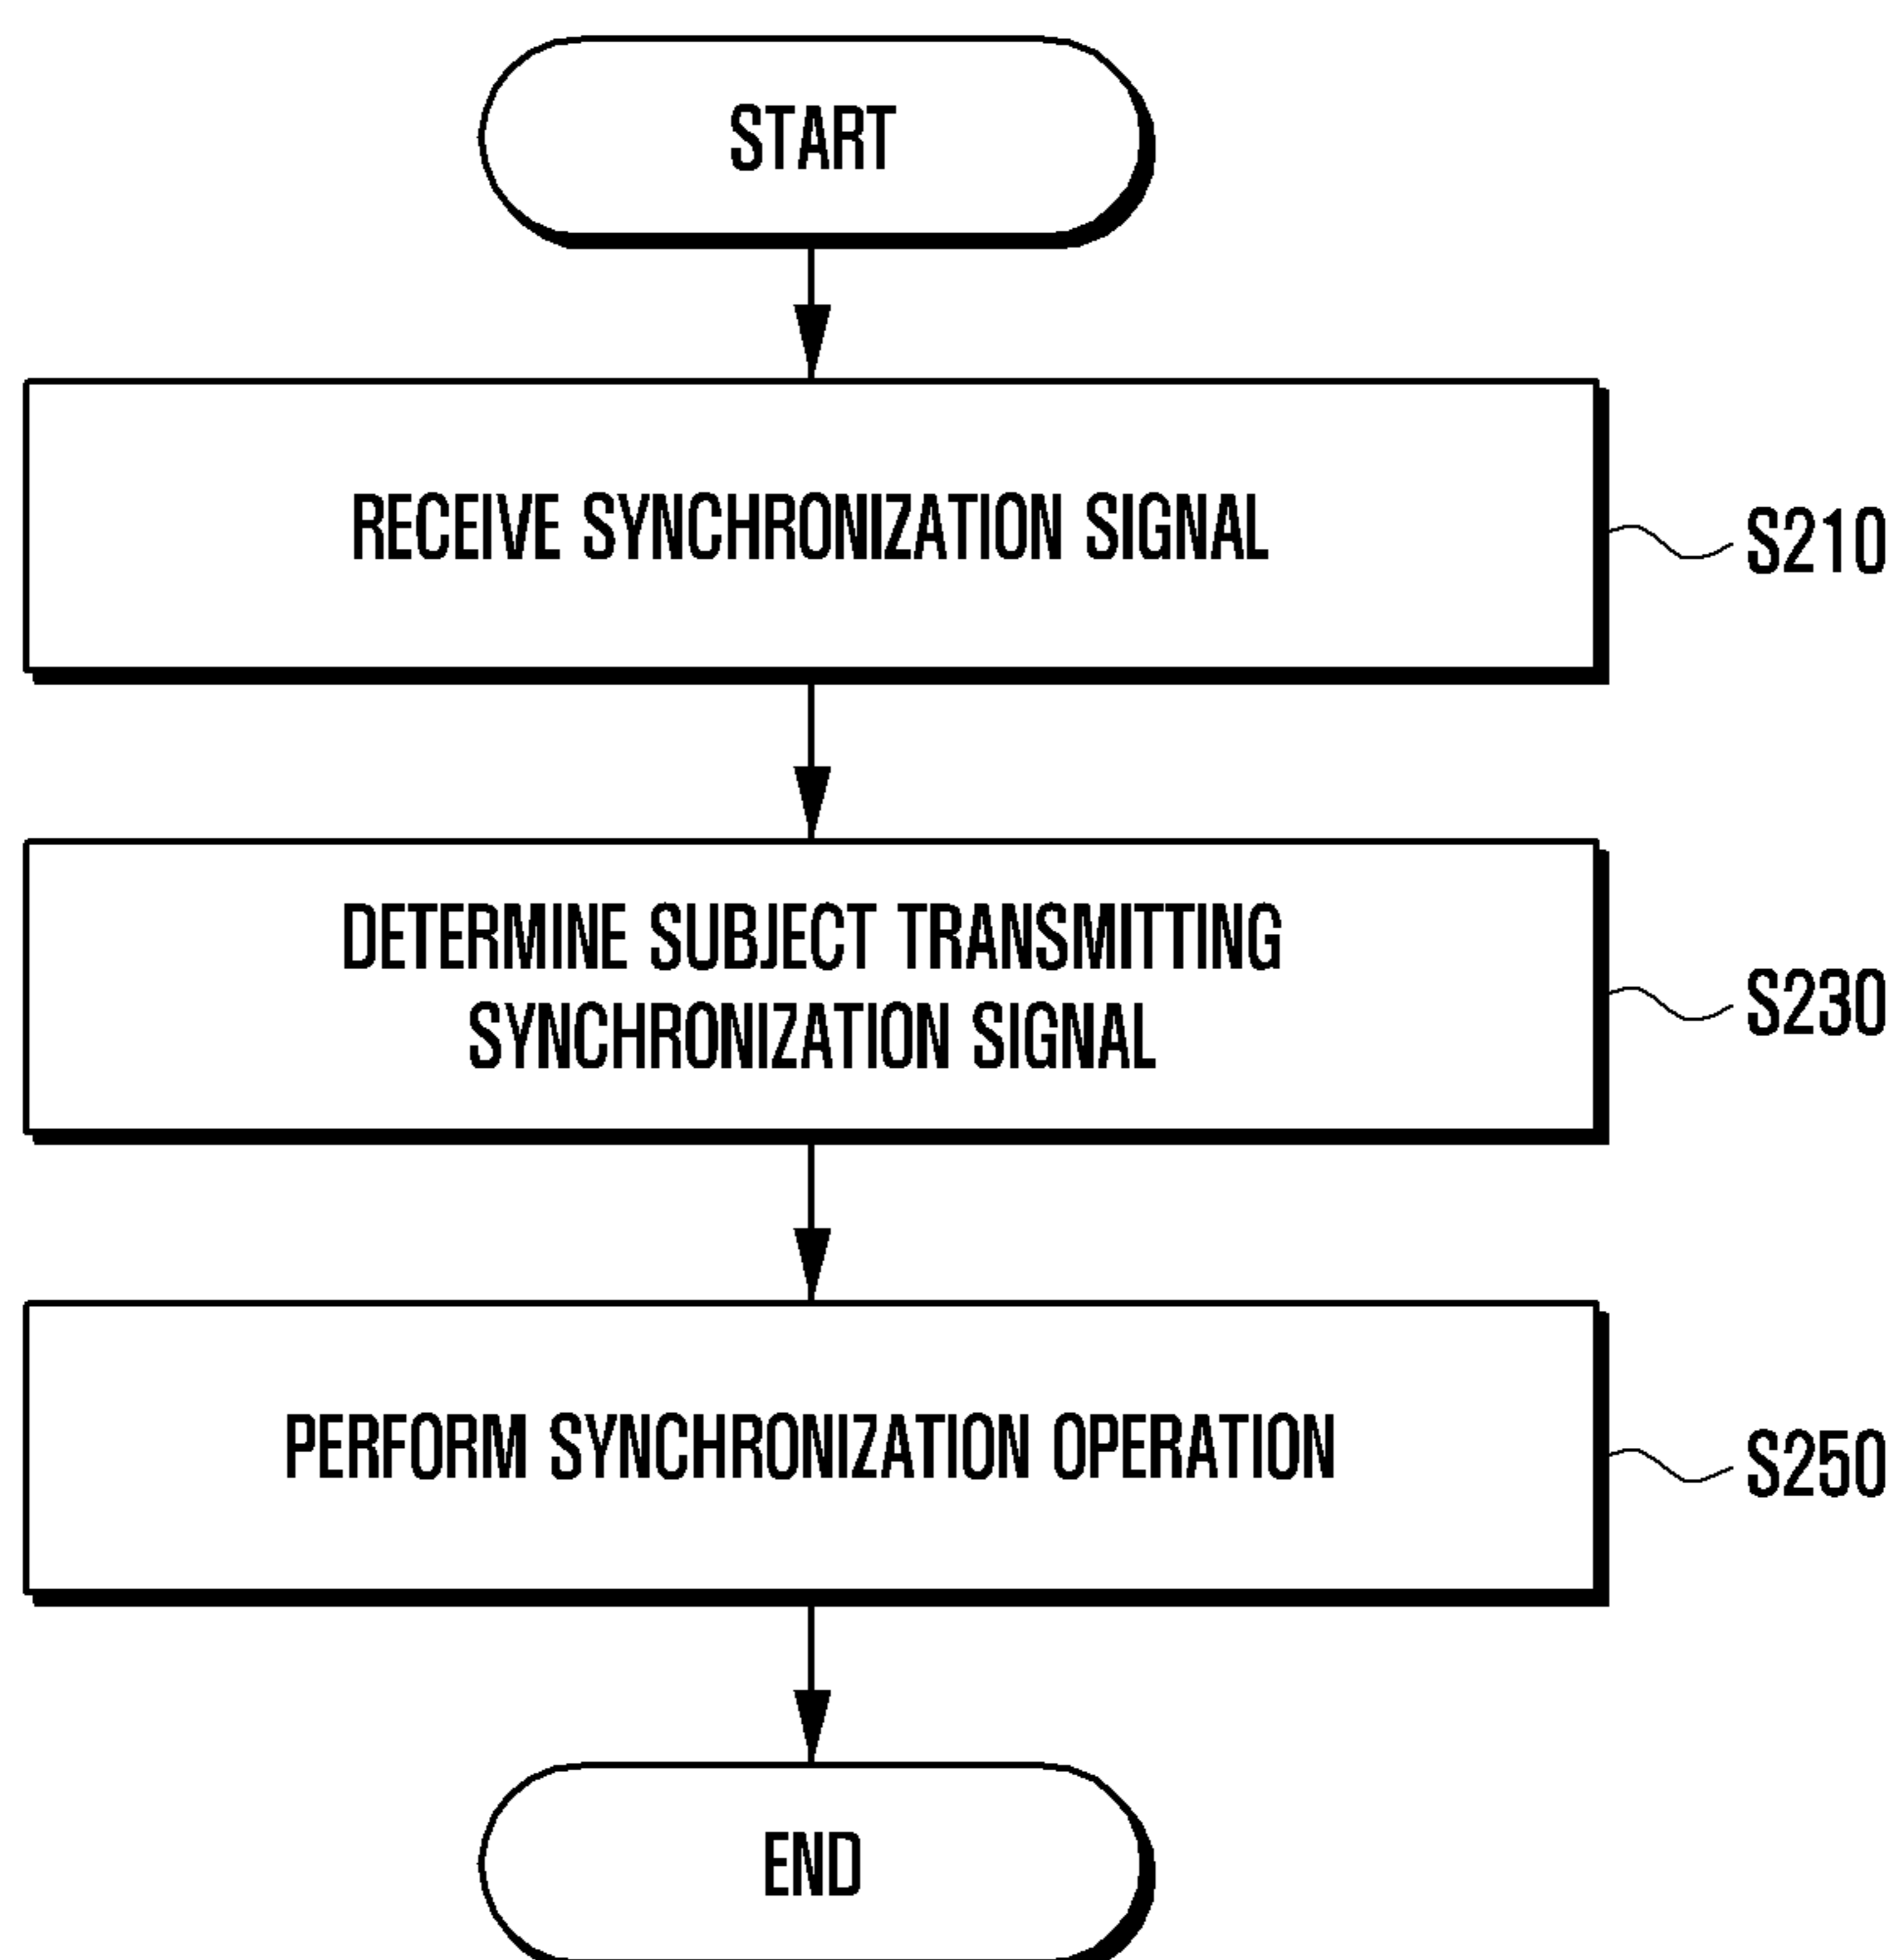 START
RECEIVE SYNCHRONIZATION SIGNAL
S210
DETERMINE SUBJECT TRANSMITTING
SYNCHRONIZATION SIGNAL
S230
PERFORM SYNCHRONIZATION OPERATION
S250
END